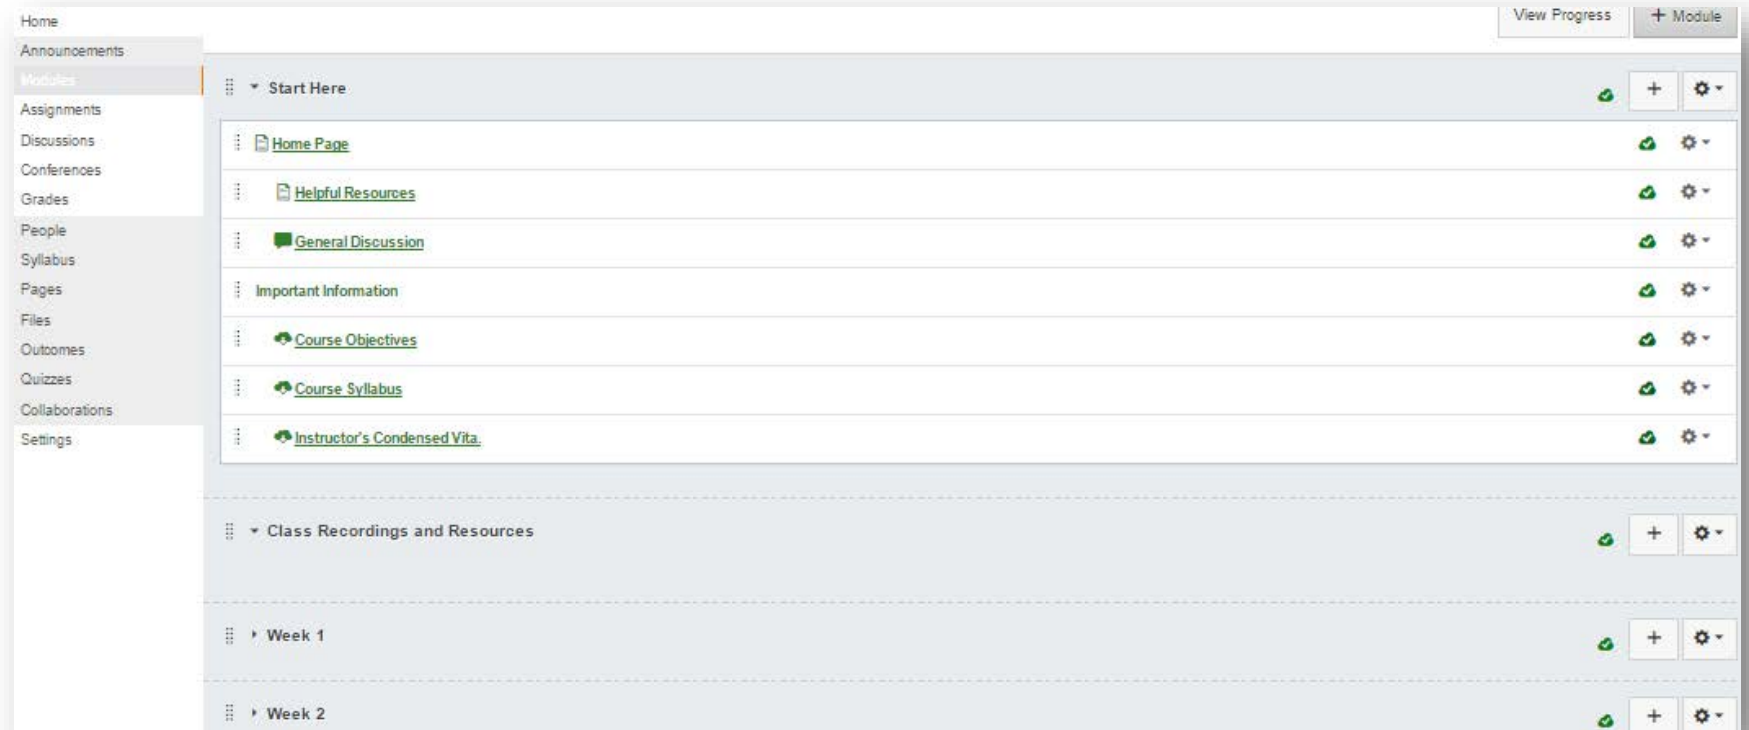 Home
Announcements
Modules
Assignments
Discussions
Conferences
Grades
People
Syllabus
Pages
Files
Outcomes
Quizzes
Collaborations
Settings
View Progress
+ Module
Start Here
Home Page
Helpful Resources
General Discussion
Important Information
Course Objectives
Course Syllabus
Instructor's Condensed Vita.
Class Recordings and Resources
Week 1
Week 2